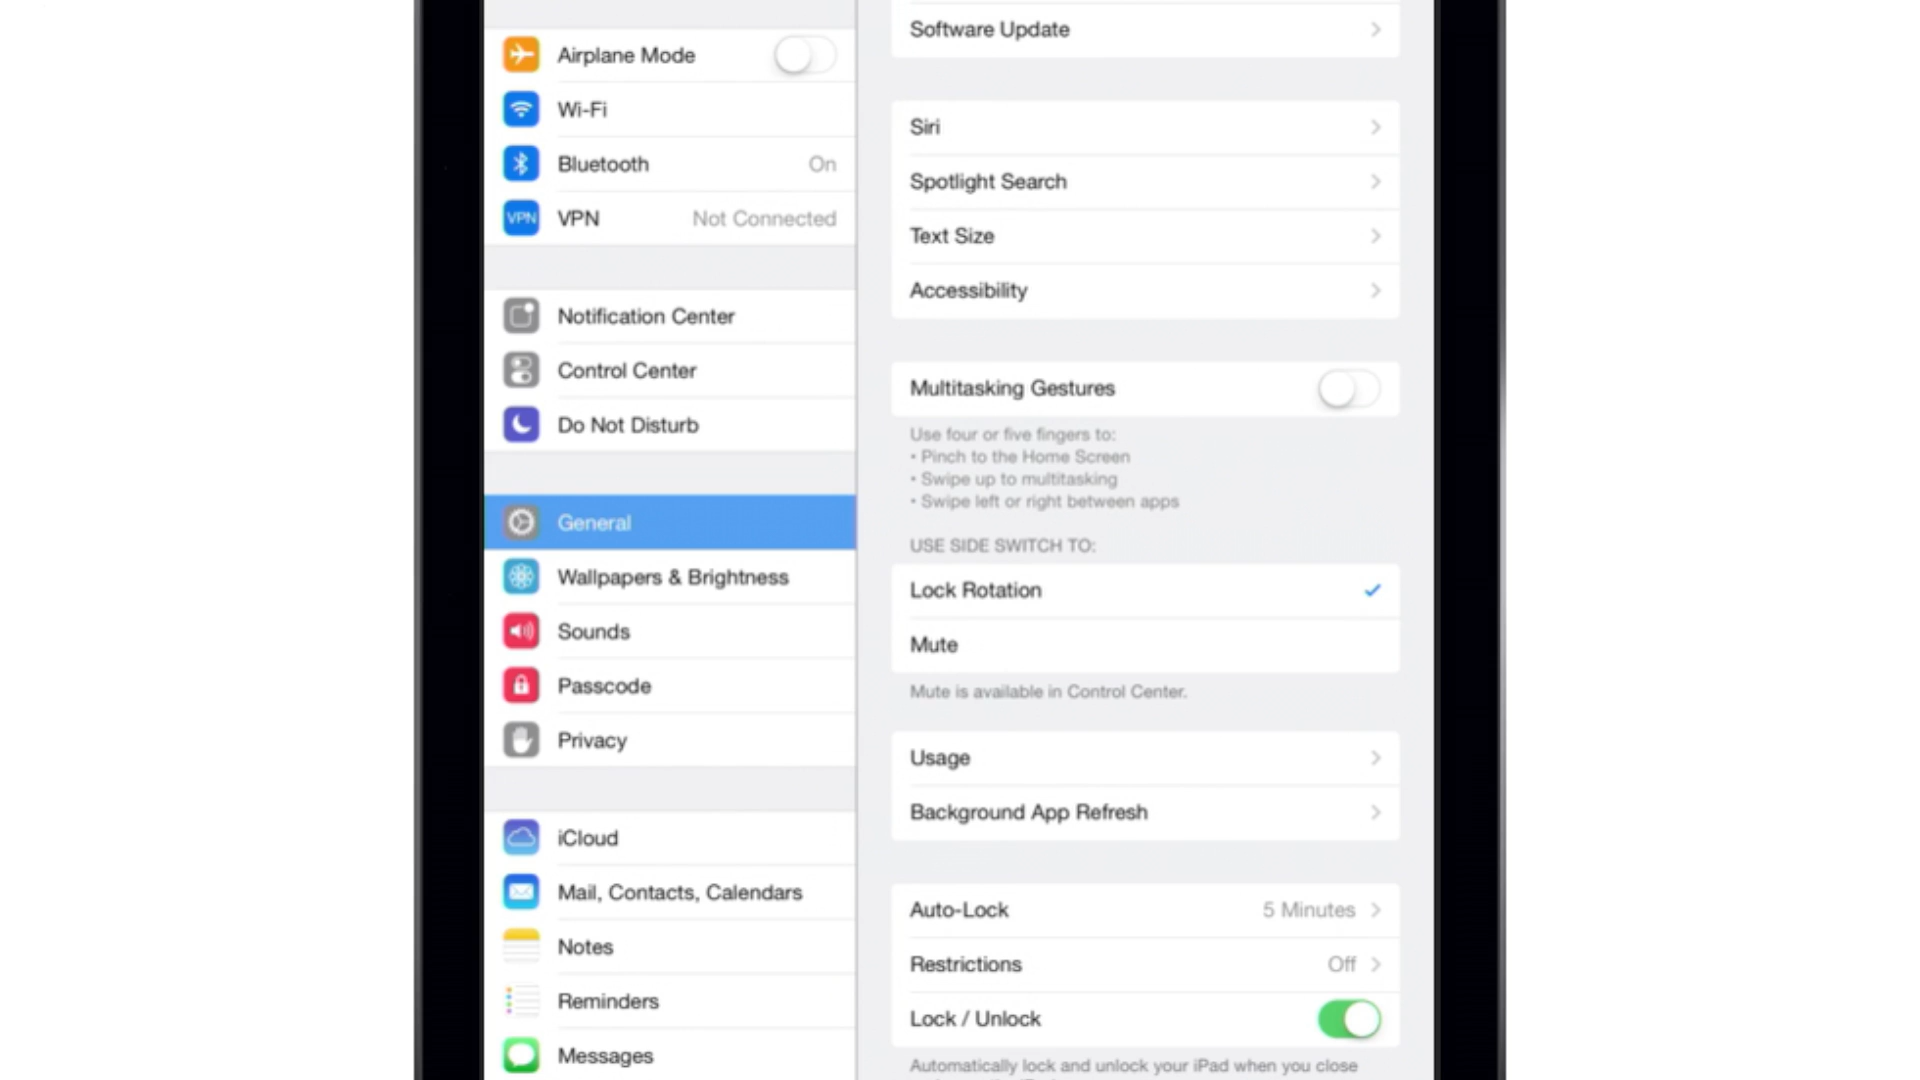 Airplane Mode
Wi-Fi
Bluetooth On
VPN VPN Not Connected
Notification Center
Control Center
Do Not Disturb
General
Wallpapers & Brightness
Sounds
Passcode
Privacy
iCloud
Mail, Contacts, Calendars
Notes
Reminders
Messages
Software Update
Siri
Spotlight Search
Text Size
Accessibility
Multitasking Gestures
Use four or five fingers to:
• Pinch to the Home Screen
• Swipe up to multitasking
• Swipe left or right between apps
USE SIDE SWITCH TO:
Lock Rotation
Mute
Mute is available in Control Center.
Usage
Background App Refresh
Auto-Lock 5 Minutes
Restrictions Off
Lock / Unlock
Automatically lock and unlock your iPad when you close